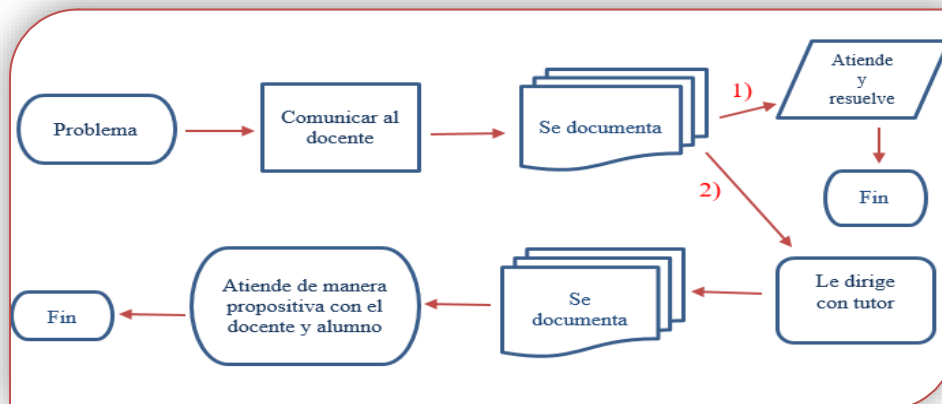 Problema
Comunicar al
docente
Se documenta
1)
Atiende
y
resuelve
Fin
2)
Le dirige
con tutor
Se
documenta
Atiende de manera
propositiva con el
docente y alumno
Fin